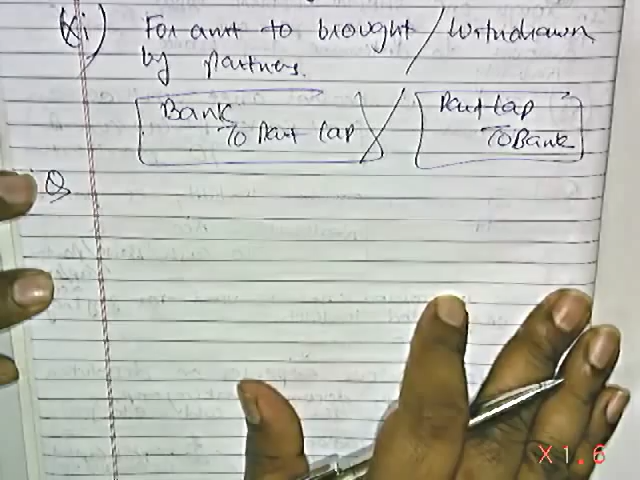 (xi) For amt to brought / Withdrawn
by partners.
Bank
To Part Cap
Part Cap
To Bank
Q
X1.6